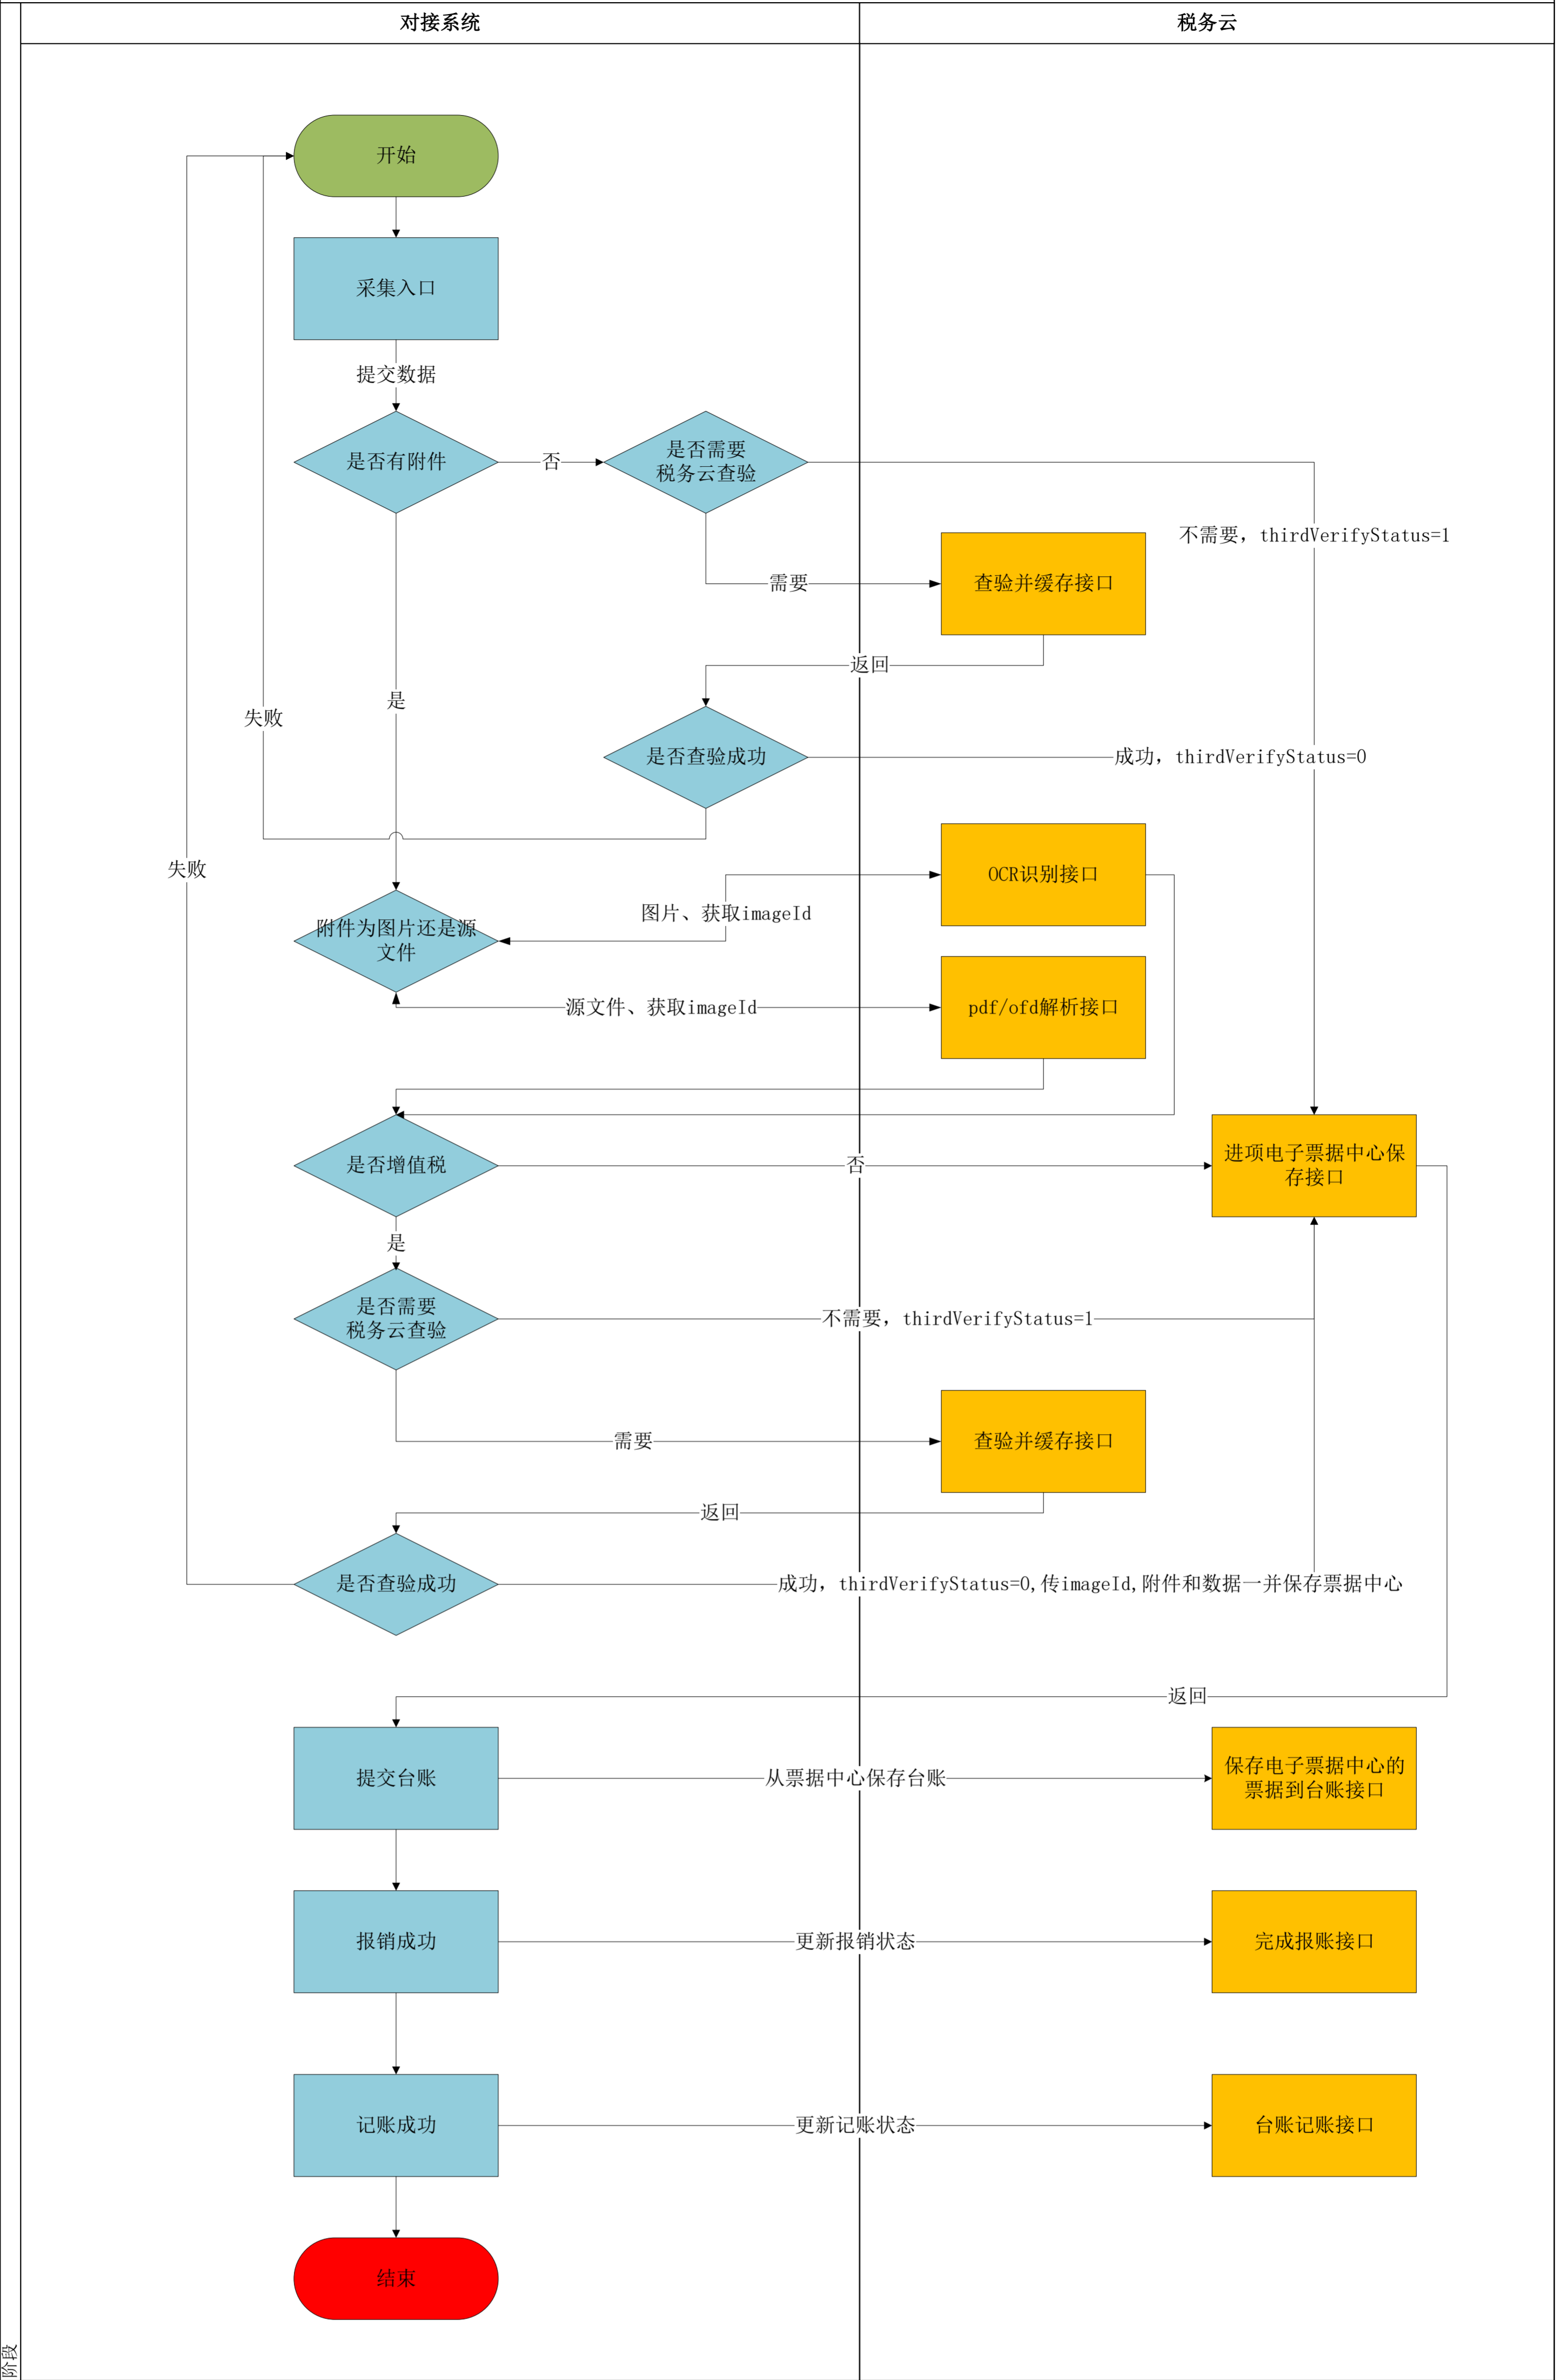 对接系统
税务云
开始
采集入口
提交数据
是否有附件
否
是否需要
税务云查验
不需要，thirdVerifyStatus=1
需要
查验并缓存接口
返回
是
失败
是否查验成功
成功，thirdVerifyStatus=0
失败
OCR识别接口
图片、获取imageId
附件为图片还是源
文件
源文件、获取imageId
pdf/ofd解析接口
是否增值税
否
进项电子票据中心保
存接口
是
是否需要
税务云查验
不需要，thirdVerifyStatus=1
需要
查验并缓存接口
返回
是否查验成功
成功，thirdVerifyStatus=0,传imageId,附件和数据一并保存票据中心
返回
提交台账
从票据中心保存台账
保存电子票据中心的
票据到台账接口
报销成功
更新报销状态
完成报账接口
记账成功
更新记账状态
台账记账接口
结束
阶段